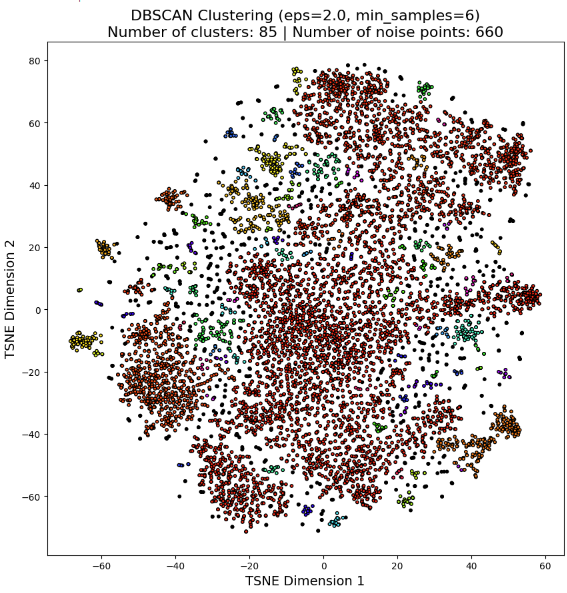 DBSCAN Clustering (eps=2.0, min_samples=6)
Number of clusters: 85 | Number of noise points: 660
80
60
40
20
0
−20
−40
−60
TSNE Dimension 2
−60 −40 −20 0 20 40 60
TSNE Dimension 1